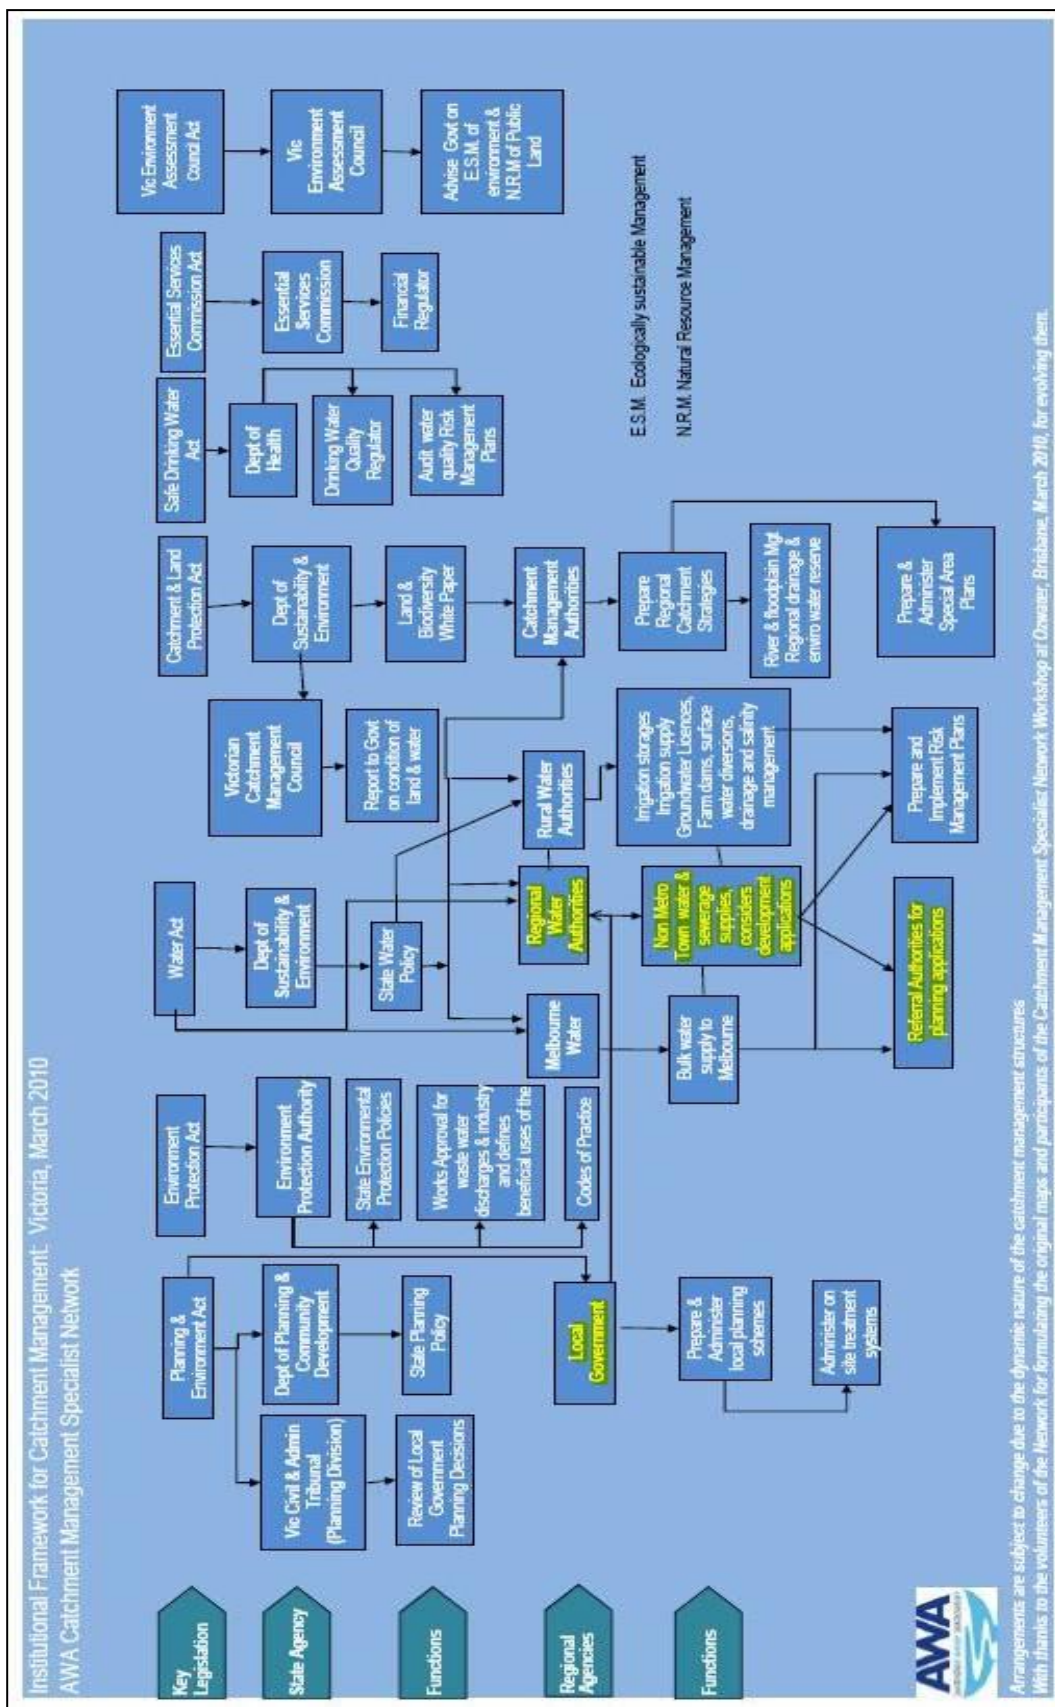 Institutional Framework for Catchment Management: Victoria, March 2010
AWA Catchment Management Specialist Network
Key
Legislation
Planning &
Environment Act
Environment
Protection Act
Water Act
Catchment & Land
Protection Act
Safe Drinking Water
Act
Essential Services
Commission Act
Vic Environment
Assessment
Council Act
State Agency
Vic Civil & Admin
Tribunal
(Planning Division)
Dept of Planning &
Community
Development
Environment
Protection Authority
Dept of
Sustainability &
Environment
Victorian
Catchment
Management
Council
Dept of
Sustainability &
Environment
Dept of
Health
Essential
Services
Commission
Vic
Environment
Assessment
Council
Functions
Review of Local
Government
Planning Decisions
State Planning
Policy
State Environmental
Protection Policies
Works Approval for
waste water
discharges & industry
and defines
beneficial uses of the
Codes of Practice
State Water
Policy
Report to Govt
on condition of
land & water
Land &
Biodiversity
White Paper
Drinking Water
Quality
Regulator
Audit water
quality Risk
Management
Plans
Financial
Regulator
Advise Govt on
E.S.M. of
environment &
N.R.M of Public
Land
Regional
Agencies
Local
Government
Melbourne
Water
Regional
Water
Authorities
Rural Water
Authorities
Catchment
Management
Authorities
Functions
Prepare &
Administer
local planning
schemes
Administer on
site treatment
systems
Bulk water
supply to
Melbourne
Non Metro
Town water &
sewerage
supplies,
considers
development
applications
Irrigation storages
Irrigation supply
Groundwater Licences,
Farm dams, surface
water diversions,
drainage and salinity
management
Prepare
Regional
Catchment
Strategies
River & floodplain Mgt
Regional drainage &
enviro water reserve
Referral Authorities for
planning applications
Prepare and
Implement Risk
Management Plans
Prepare &
Administer
Special Area
Plans
E.S.M. Ecologically sustainable Management
N.R.M. Natural Resource Management
AWA
Arrangements are subject to change due to the dynamic nature of the catchment management structures
With thanks to the volunteers of the Network for formulating the original maps and participants of the Catchment Management Specialist Network Workshop at Ozwater, Brisbane, March 2010, for evolving them.